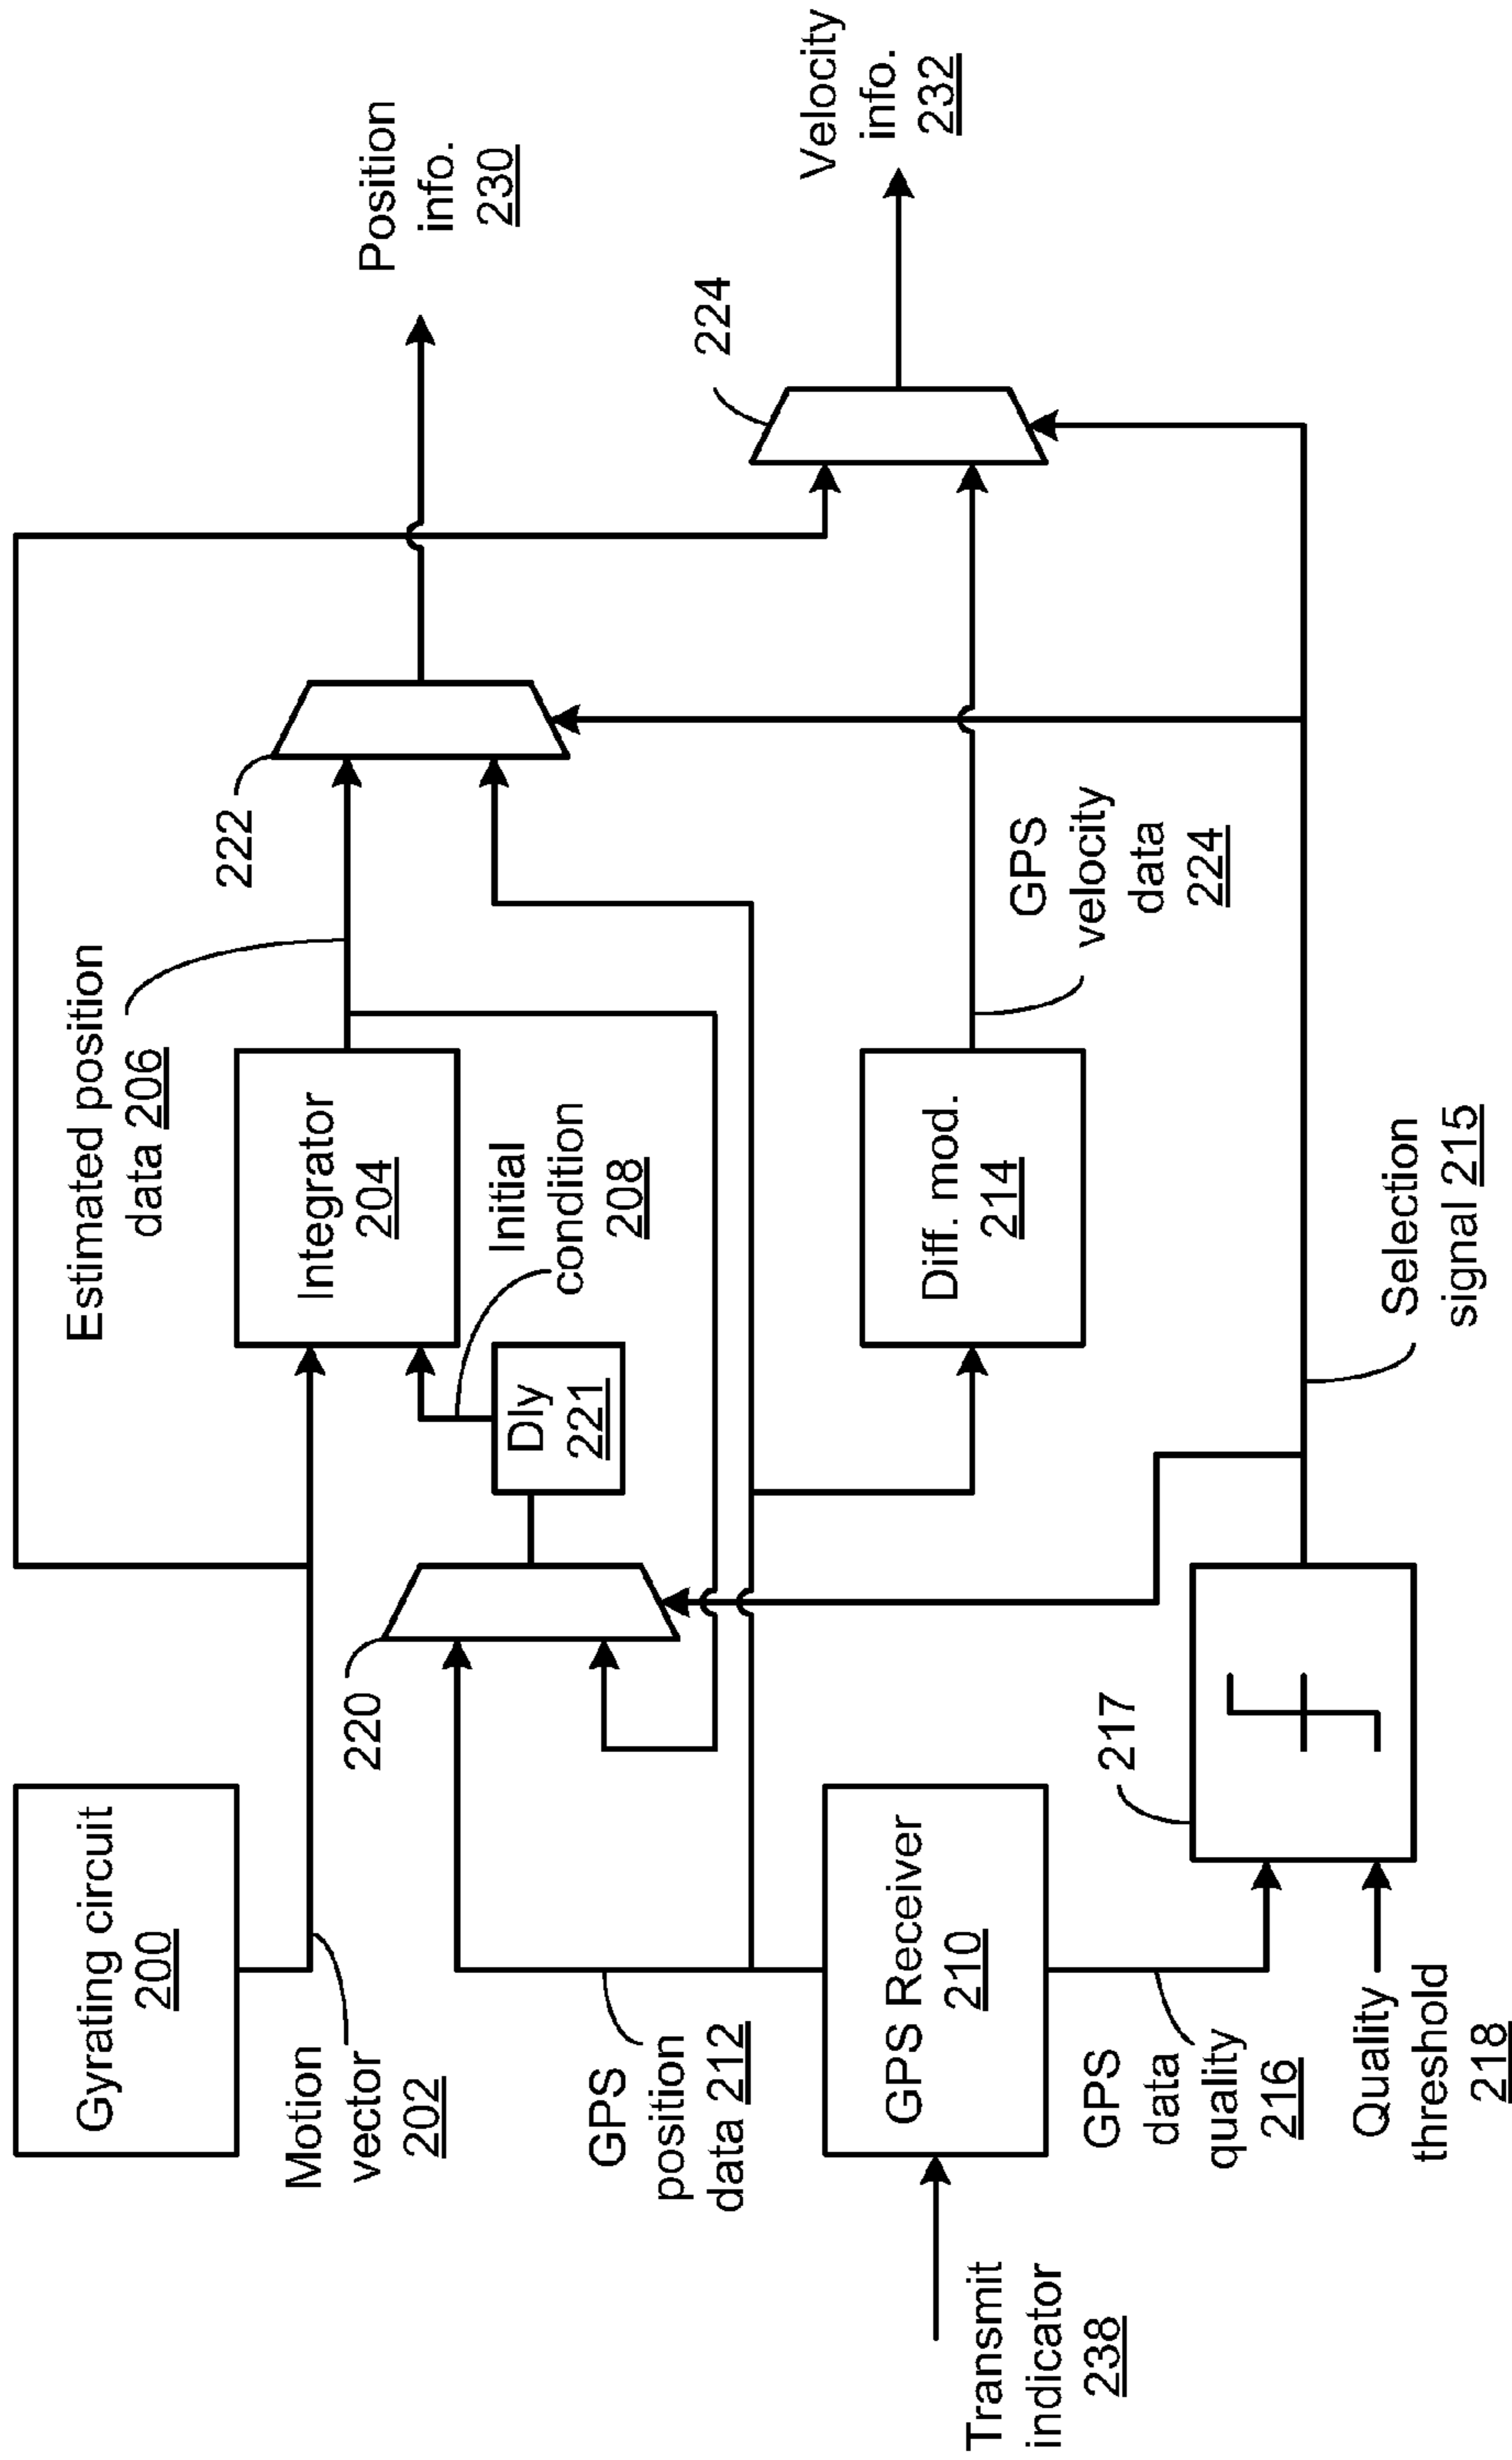 Gyrating circuit
200
Motion
vector
202
Estimated position
data 206
Integrator
204
Initial
condition
208
Dly
221
220
222
Position
info.
230
GPS
position
data 212
GPS Receiver
210
Transmit
indicator
238
Diff. mod.
214
GPS
velocity
data
224
224
Velocity
info.
232
GPS
data
quality
216
Quality
threshold
218
217
Selection
signal 215